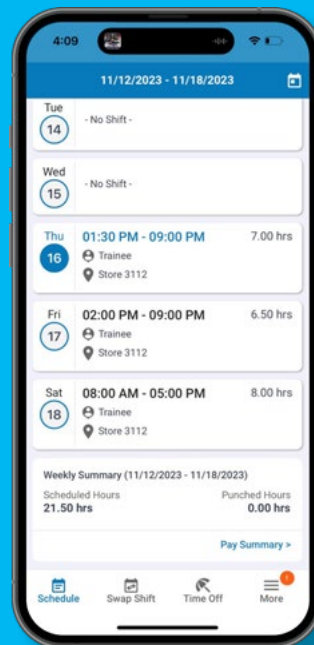 4:09
11/12/2023 - 11/18/2023
Tue
14
- No Shift -
Wed
15
- No Shift -
Thu
16
01:30 PM - 09:00 PM
7.00 hrs
Trainee
Store 3112
Fri
17
02:00 PM - 09:00 PM
6.50 hrs
Trainee
Store 3112
Sat
18
08:00 AM - 05:00 PM
8.00 hrs
Trainee
Store 3112
Weekly Summary (11/12/2023 - 11/18/2023)
Scheduled Hours
Punched Hours
21.50 hrs
0.00 hrs
Pay Summary >
Schedule
Swap Shift
Time Off
More